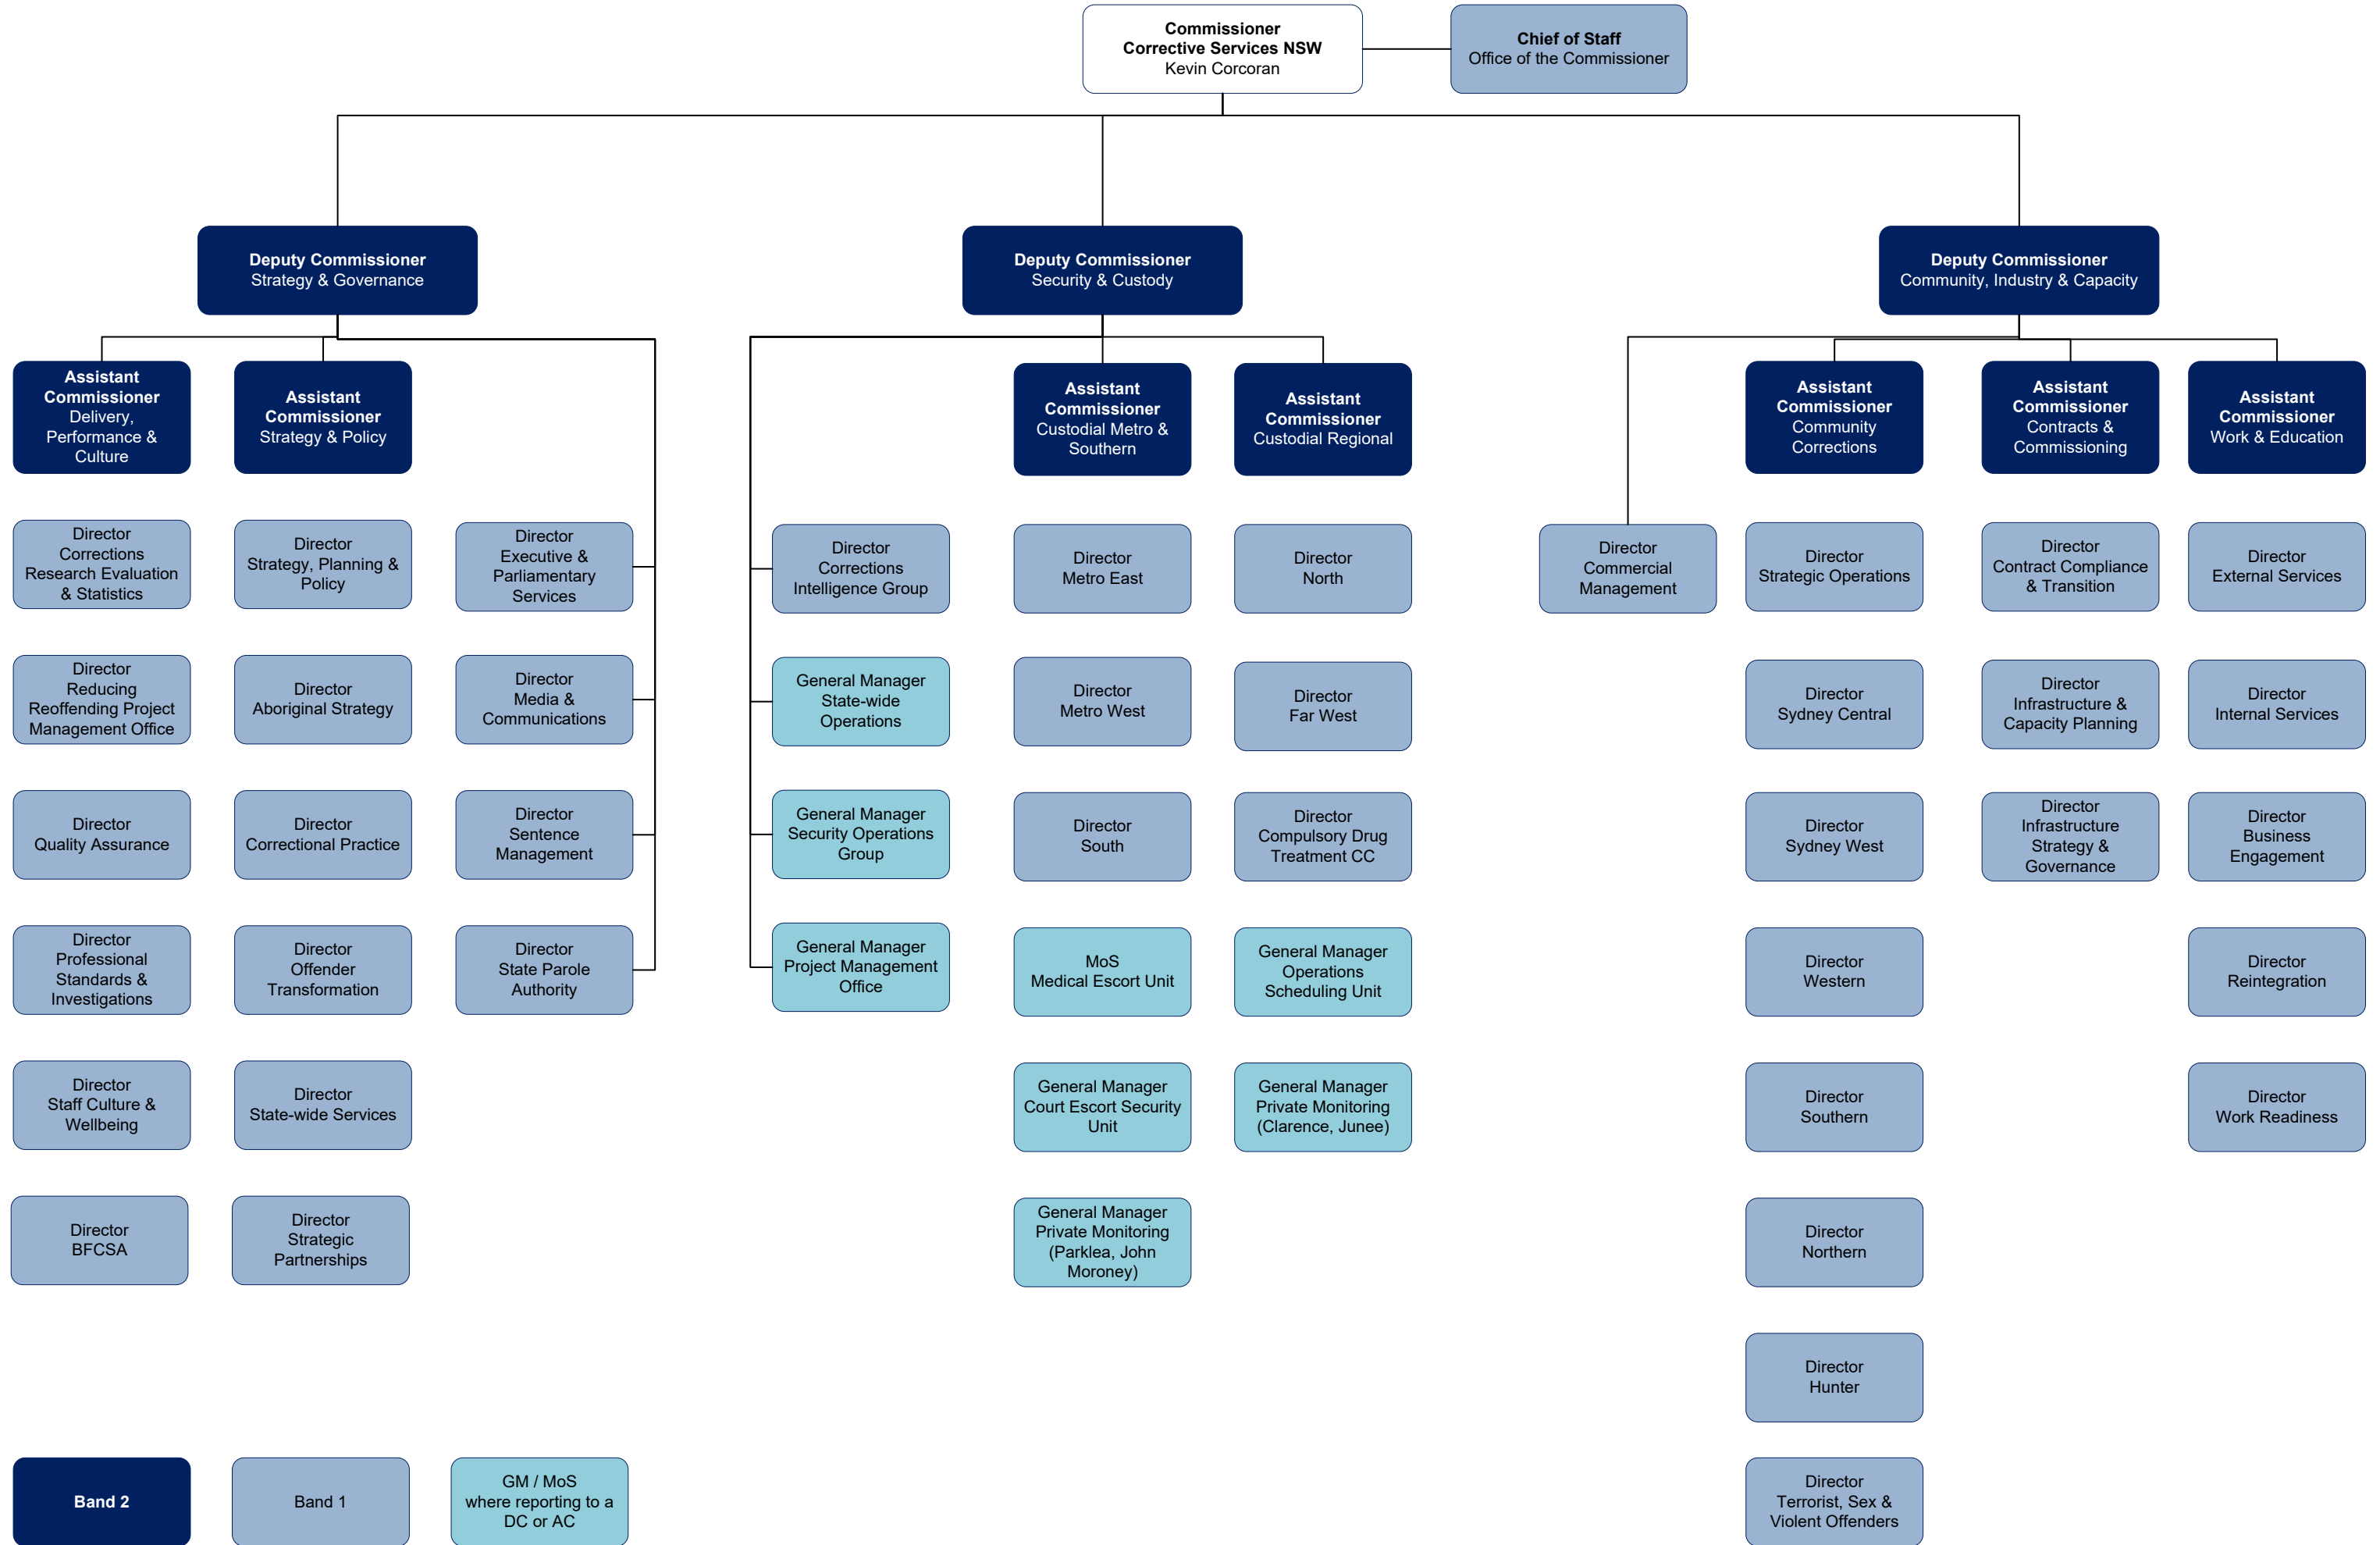 Commissioner
Corrective Services NSW
Kevin Corcoran
Chief of Staff
Office of the Commissioner
Deputy Commissioner
Strategy & Governance
Deputy Commissioner
Security & Custody
Deputy Commissioner
Community, Industry & Capacity
Assistant
Commissioner
Delivery,
Performance &
Culture
Assistant
Commissioner
Strategy & Policy
Assistant
Commissioner
Custodial Metro &
Southern
Assistant
Commissioner
Custodial Regional
Assistant
Commissioner
Community
Corrections
Assistant
Commissioner
Contracts &
Commissioning
Assistant
Commissioner
Work & Education
Director
Corrections
Research Evaluation
& Statistics
Director
Strategy, Planning &
Policy
Director
Executive &
Parliamentary
Services
Director
Corrections
Intelligence Group
Director
Metro East
Director
North
Director
Commercial
Management
Director
Strategic Operations
Director
Contract Compliance
& Transition
Director
External Services
Director
Reducing
Reoffending Project
Management Office
Director
Aboriginal Strategy
Director
Media &
Communications
General Manager
State-wide
Operations
Director
Metro West
Director
Far West
Director
Sydney Central
Director
Infrastructure &
Capacity Planning
Director
Internal Services
Director
Quality Assurance
Director
Correctional Practice
Director
Sentence
Management
General Manager
Security Operations
Group
Director
South
Director
Compulsory Drug
Treatment CC
Director
Sydney West
Director
Infrastructure
Strategy &
Governance
Director
Business
Engagement
Director
Professional
Standards &
Investigations
Director
Offender
Transformation
Director
State Parole
Authority
General Manager
Project Management
Office
MoS
Medical Escort Unit
General Manager
Operations
Scheduling Unit
Director
Western
Director
Reintegration
Director
Staff Culture &
Wellbeing
Director
State-wide Services
General Manager
Court Escort Security
Unit
General Manager
Private Monitoring
(Clarence, Junee)
Director
Southern
Director
Work Readiness
Director
BFCSA
Director
Strategic
Partnerships
General Manager
Private Monitoring
(Parklea, John
Moroney)
Director
Northern
Director
Hunter
Band 2
Band 1
GM / MoS
where reporting to a
DC or AC
Director
Terrorist, Sex &
Violent Offenders